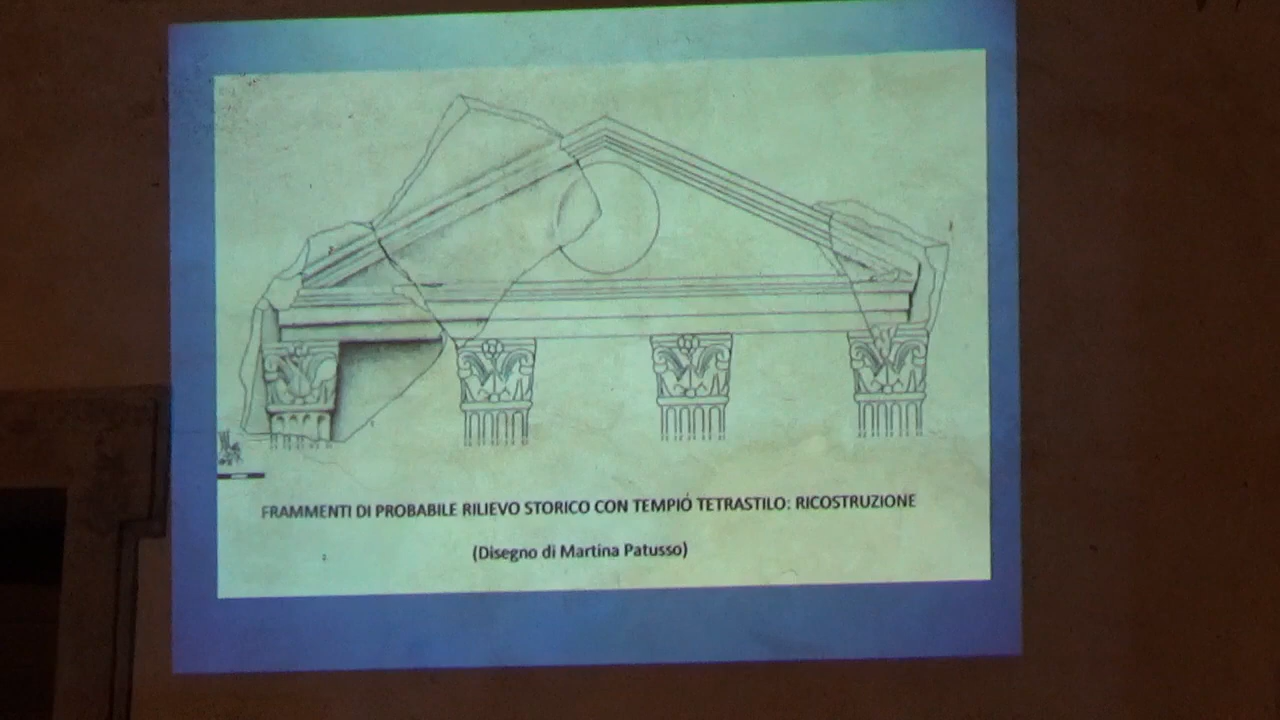 FRAMMENTI DI PROBABILE RILIEVO STORICO CON TEMPIO TETRASTILO: RICOSTRUZIONE
(Disegno di Martina Patusso)